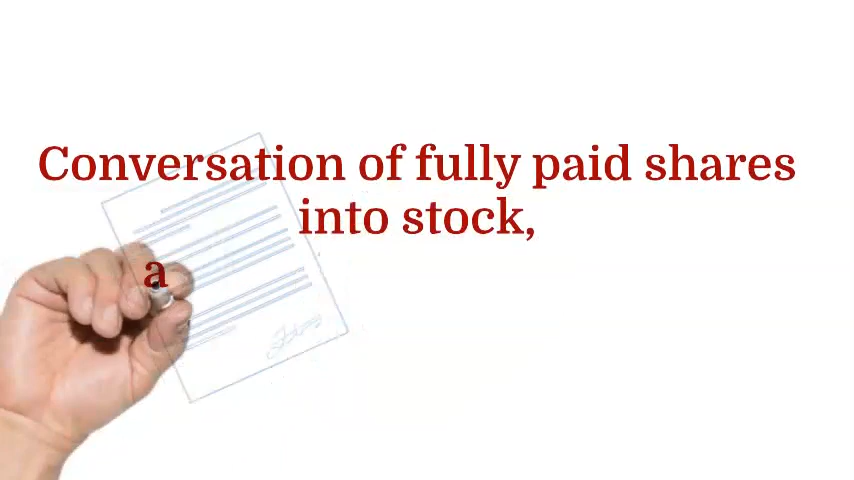 Conversation of fully paid shares
into stock,
a